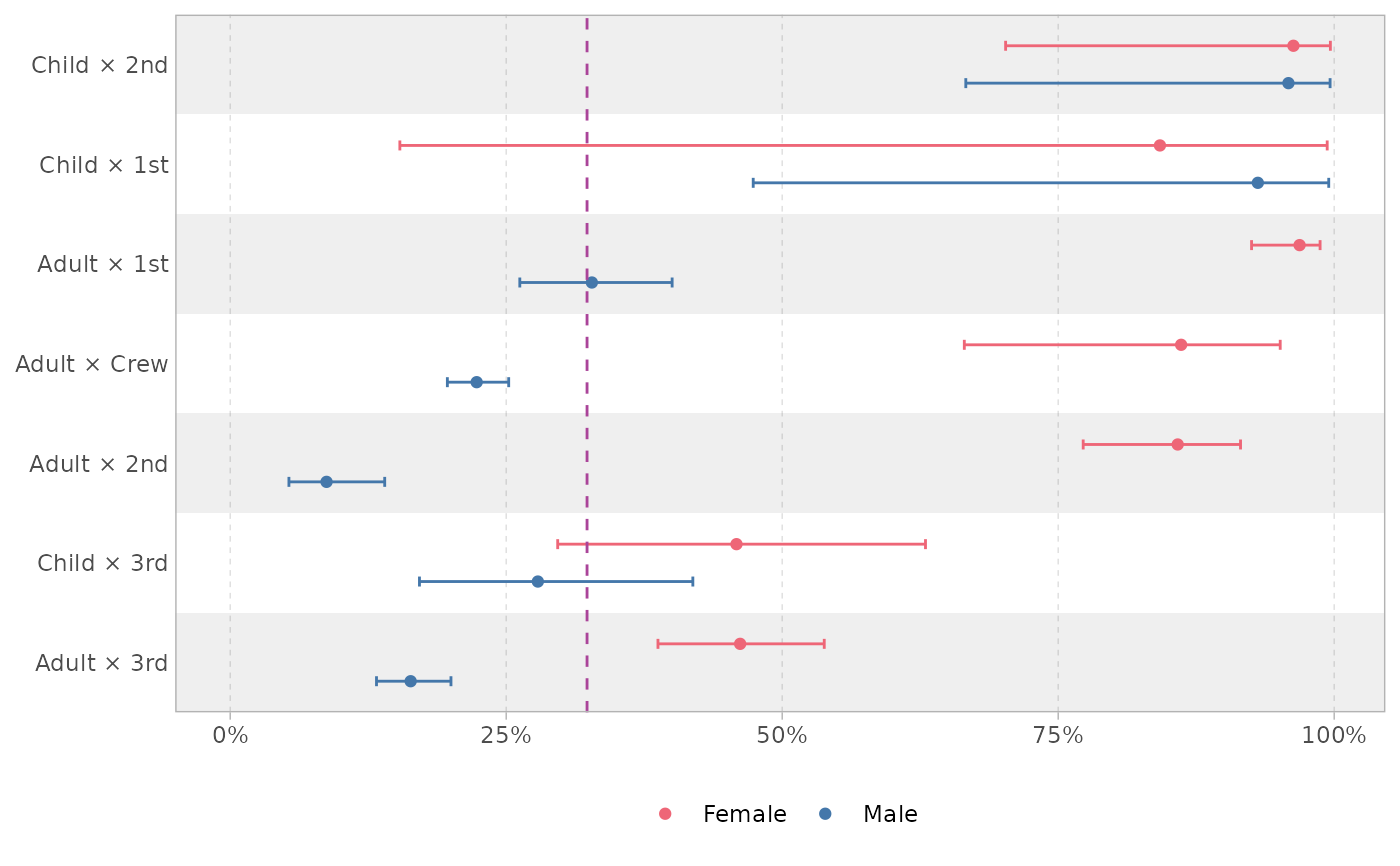 Child × 2nd
Child × 1st
Adult × 1st
Adult × Crew
Adult × 2nd
Child × 3rd
Adult × 3rd
0% 25% 50% 75% 100%
Female Male